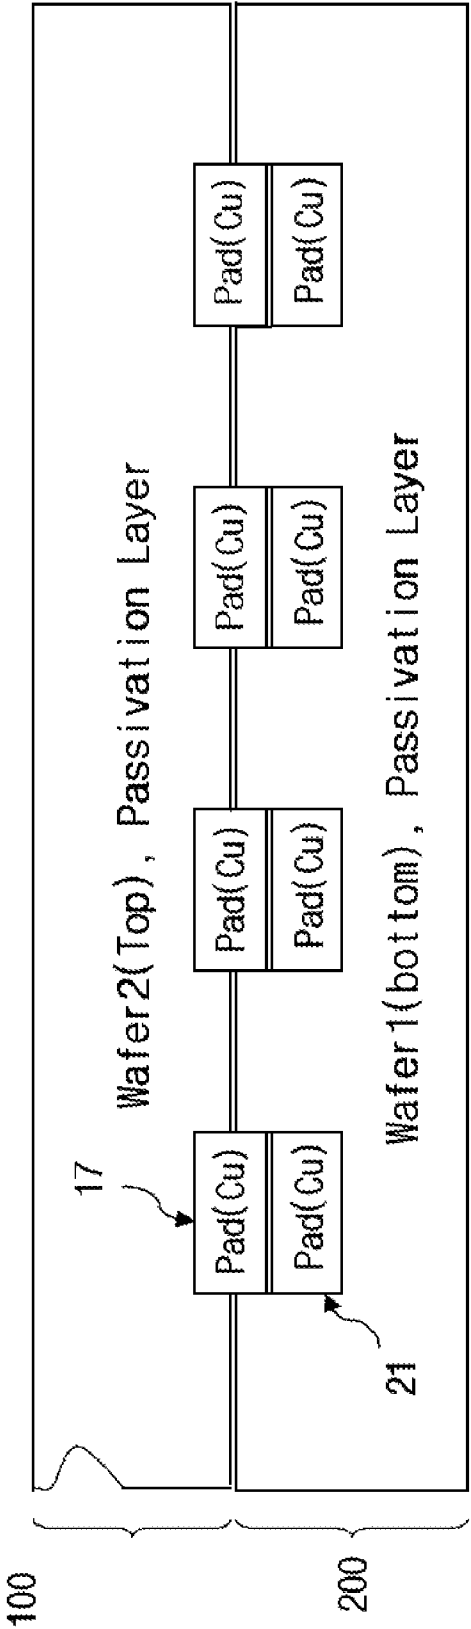 100
17
Wafer2(Top), Passivation Layer
Pad(Cu) Pad(Cu) Pad(Cu) Pad(Cu)
Pad(Cu) Pad(Cu) Pad(Cu) Pad(Cu)
200
21
Wafer1(bottom), Passivation Layer